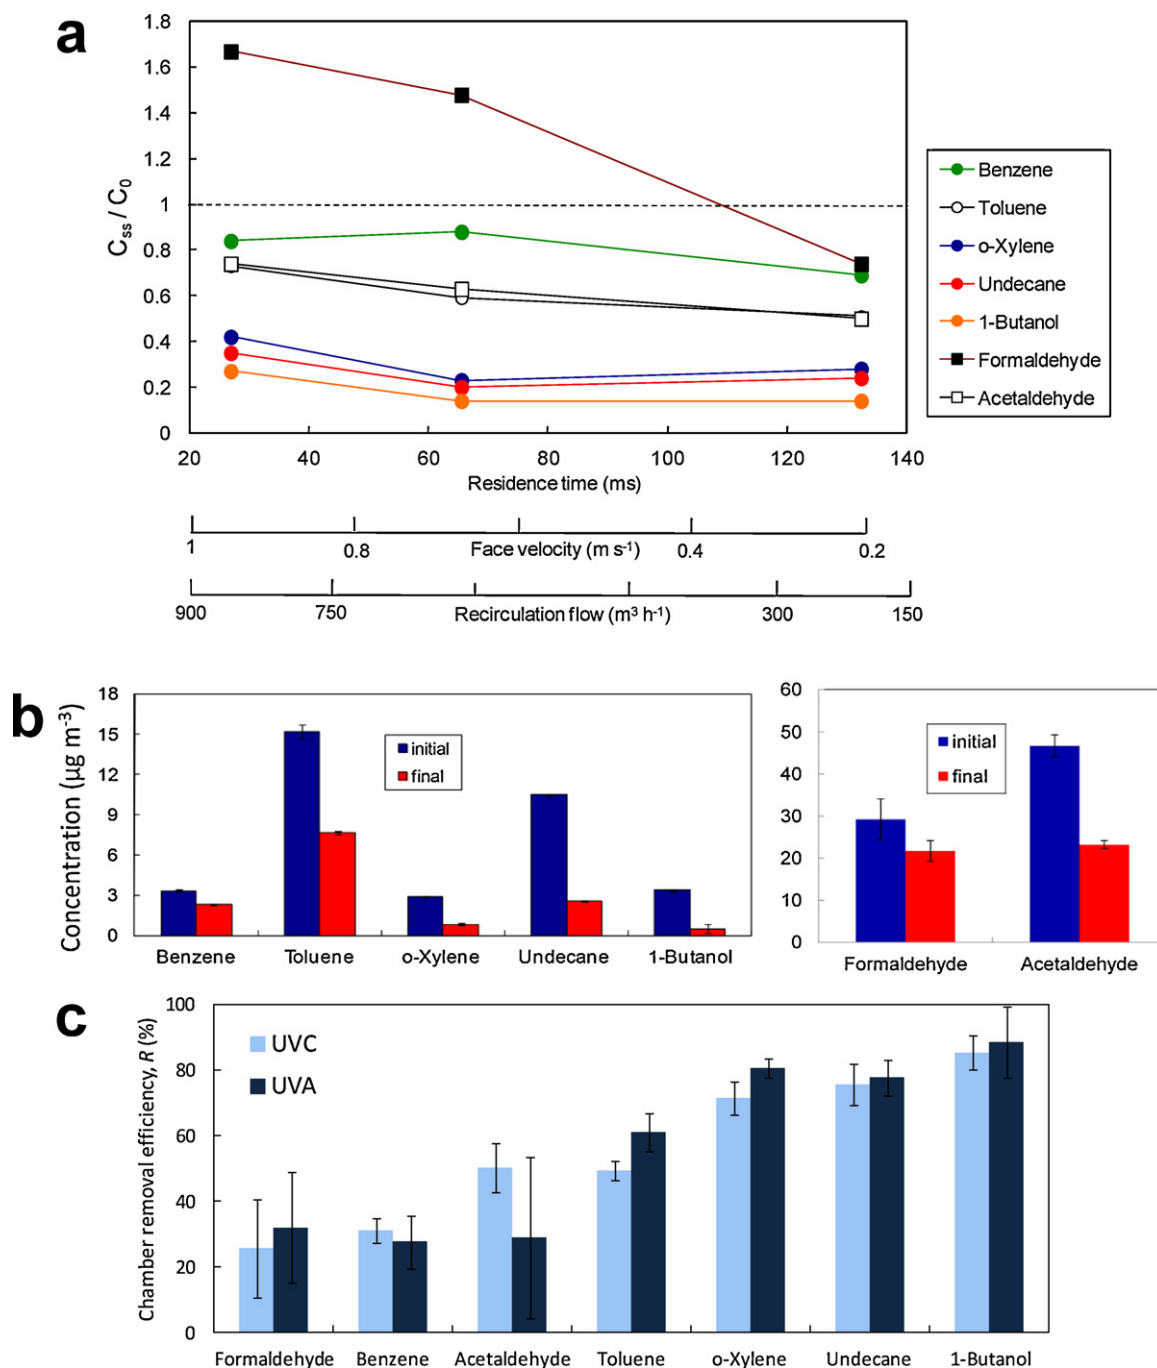 a
1.8
1.6
1.4
1.2
1
0.8
0.6
0.4
0.2
0
C_ss / C_0
20 40 60 80 100 120 140
Residence time (ms)
Benzene
Toluene
o-Xylene
Undecane
1-Butanol
Formaldehyde
Acetaldehyde
1 0.8 Face velocity (m s⁻¹) 0.4 0.2
900 750 Recirculation flow (m³ h⁻¹) 300 150
b
Concentration (µg m⁻³)
18
15
12
9
6
3
0
initial
final
Benzene Toluene o-Xylene Undecane 1-Butanol
60
50
40
30
20
10
0
initial
final
Formaldehyde Acetaldehyde
c
Chamber removal efficiency, R (%)
100
80
60
40
20
0
UVC
UVA
Formaldehyde Benzene Acetaldehyde Toluene o-Xylene Undecane 1-Butanol